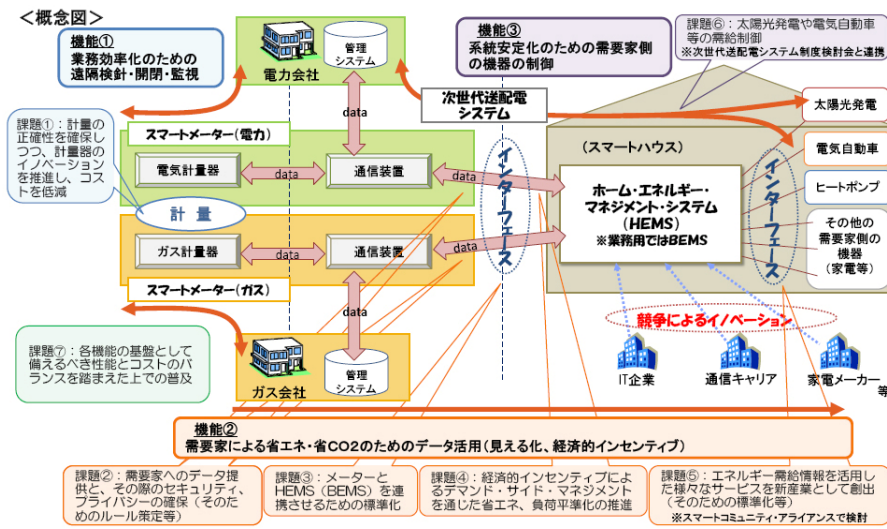 ＜概念図＞
機能①
業務効率化のための
遠隔検針・開閉・監視
管理
システム
電力会社
機能③
系統安定化のための需要家側
の機器の制御
課題⑥：太陽光発電や電気自動車
等の需給制御
※次世代送配電システム制度検討会と連携
data
次世代送配電
システム
太陽光発電
課題①：計量の
正確性を確保し
つつ、計量器の
イノベーション
を推進し、コス
トを低減
スマートメーター(電力)
電気計量器
data
通信装置
data
インターフェース
(スマートハウス)
ホーム・エネルギー・
マネジメント・システム
(HEMS)
※業務用ではBEMS
インターフェース
電気自動車
ヒートポンプ
その他の
需要家側の
機器
(家電等)
計 量
ガス計量器
data
通信装置
data
スマートメーター(ガス)
data
課題⑦：各機能の基盤として
備えるべき性能とコストのバ
ランスを踏まえた上での普及
ガス会社
管理
システム
競争によるイノベーション
IT企業
通信キャリア
家電メーカー
等
機能②
需要家による省エネ・省CO2のためのデータ活用(見える化、経済的インセンティブ)
課題②：需要家へのデータ提
供と、その際のセキュリティ、
プライバシーの確保（そのた
めのルール策定等）
課題③：メーターと
HEMS（BEMS）を連
携させるための標準化
課題④：経済的インセンティブによ
るデマンド・サイド・マネジメント
を通じた省エネ、負荷平準化の推進
課題⑤：エネルギー需給情報を活用し
た様々なサービスを新産業として創出
（そのための標準化等）
※スマートコミュニティ・アライアンスで検討